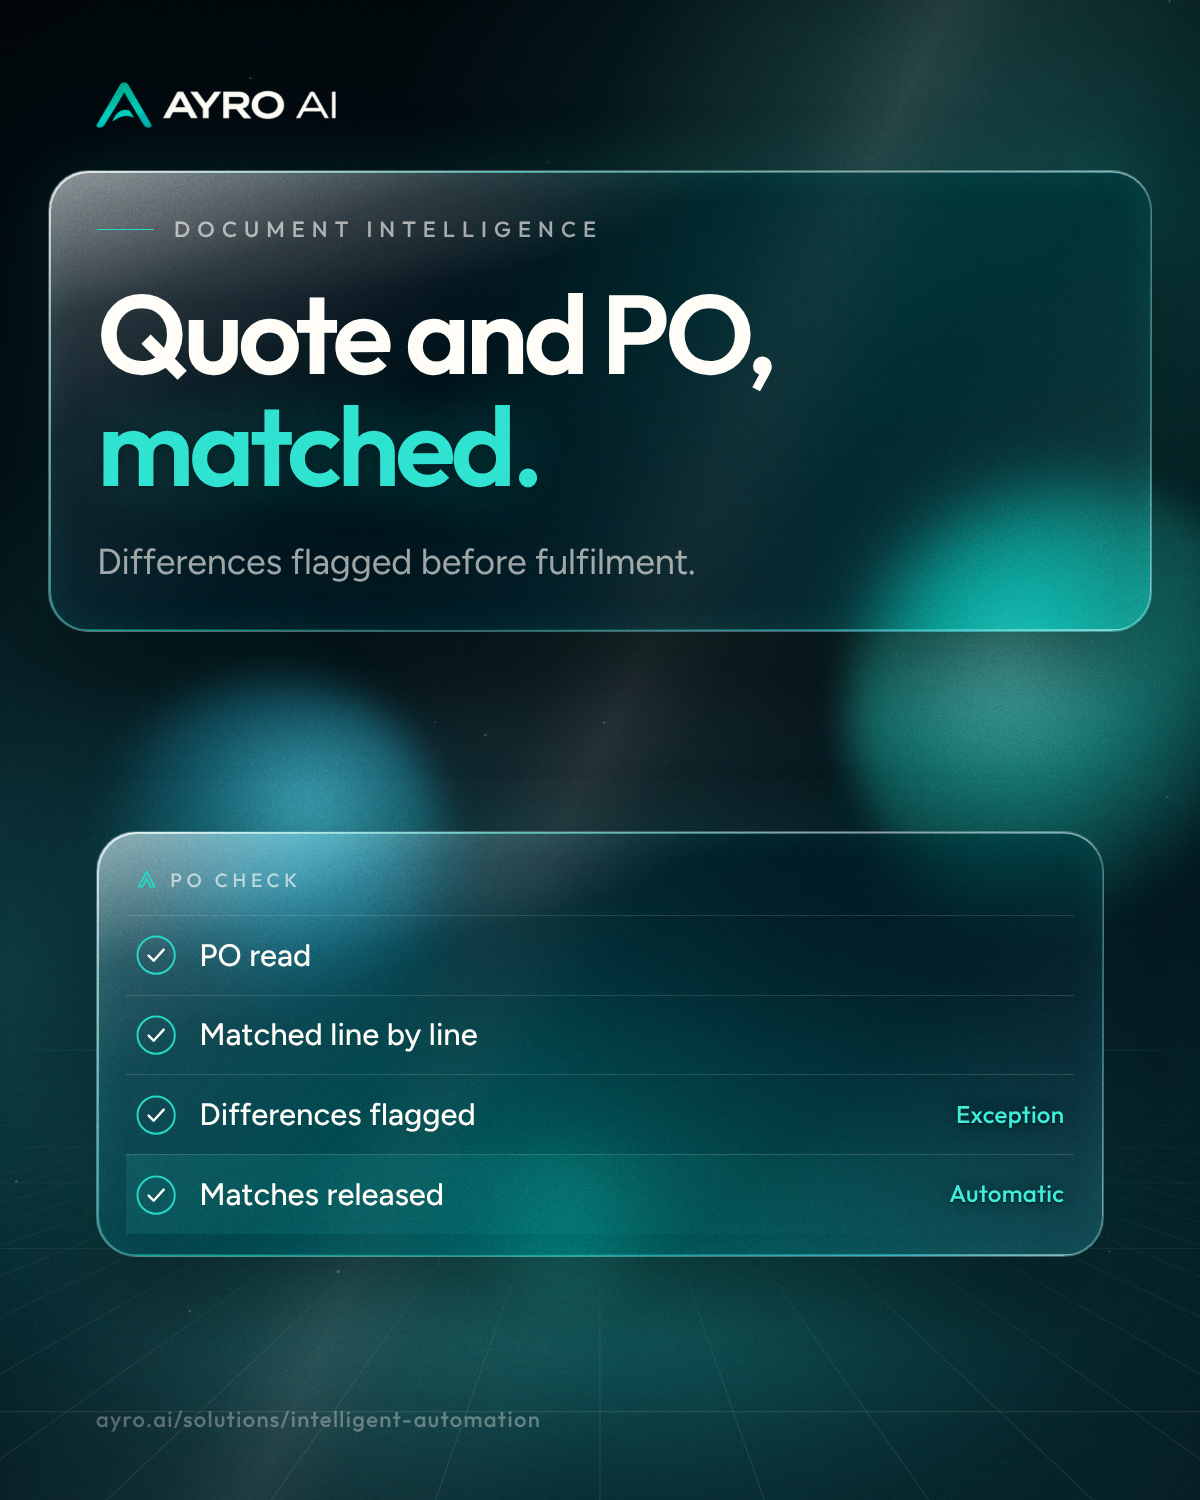 AYRO AI
DOCUMENT INTELLIGENCE
Quote and PO,
matched.
Differences flagged before fulfilment.
PO CHECK
PO read
Matched line by line
Differences flagged
Exception
Matches released
Automatic
ayro.ai/solutions/intelligent-automation